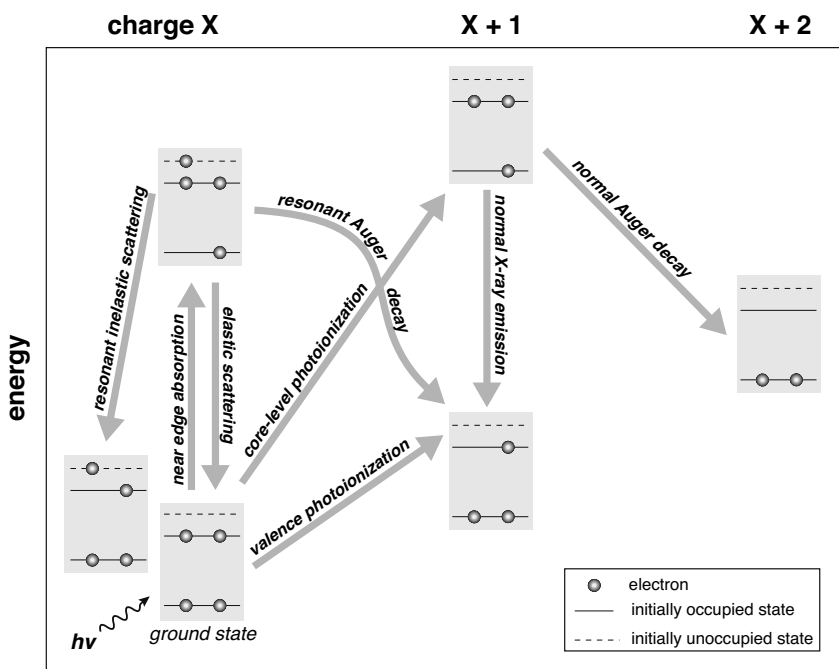 charge X
X + 1
X + 2
energy
resonant inelastic scattering
near edge absorption
elastic scattering
resonant Auger decay
core-level photoionization
normal X-ray emission
normal Auger decay
valence photoionization
hν
ground state
electron
initially occupied state
initially unoccupied state